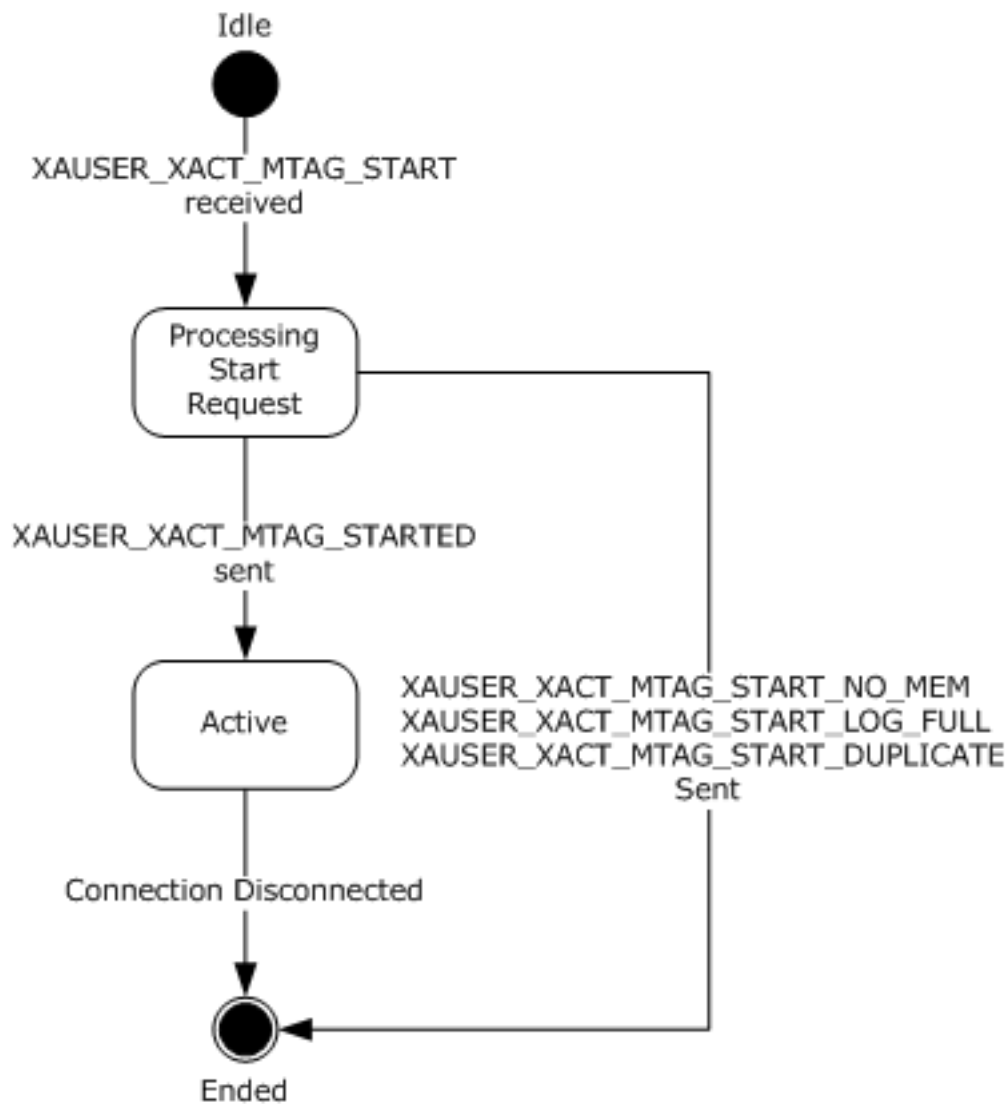 Idle
XAUSER_XACT_MTAG_START
received
Processing
Start
Request
XAUSER_XACT_MTAG_STARTED
sent
Active
XAUSER_XACT_MTAG_START_NO_MEM
XAUSER_XACT_MTAG_START_LOG_FULL
XAUSER_XACT_MTAG_START_DUPLICATE
Sent
Connection Disconnected
Ended